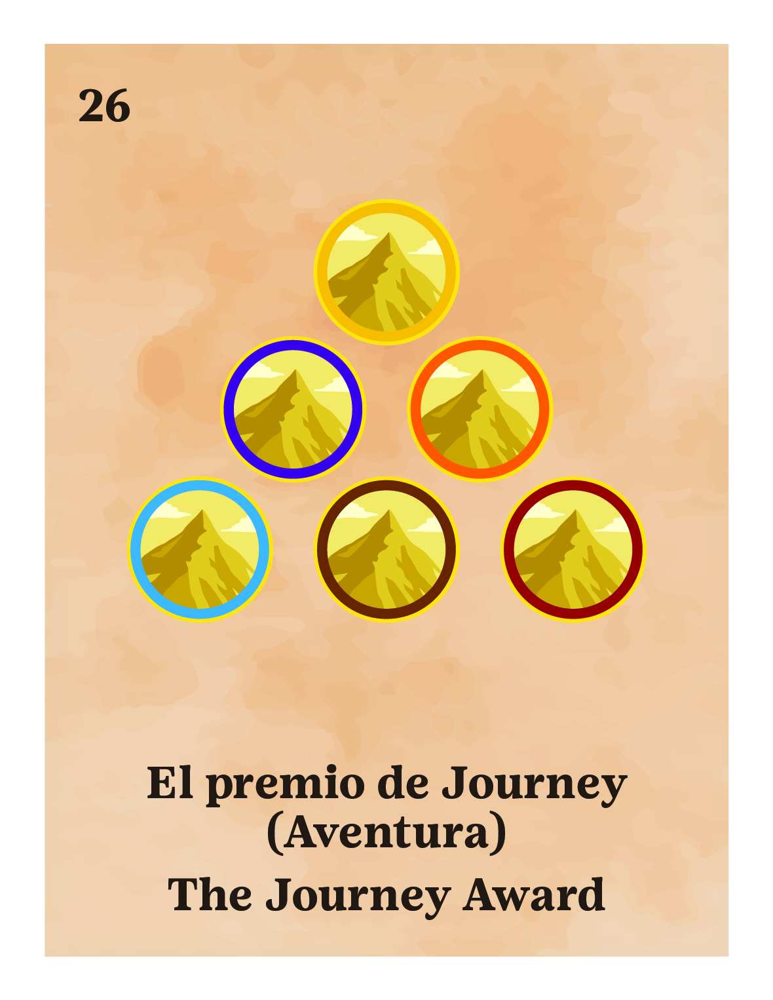 26
El premio de Journey
(Aventura)
The Journey Award